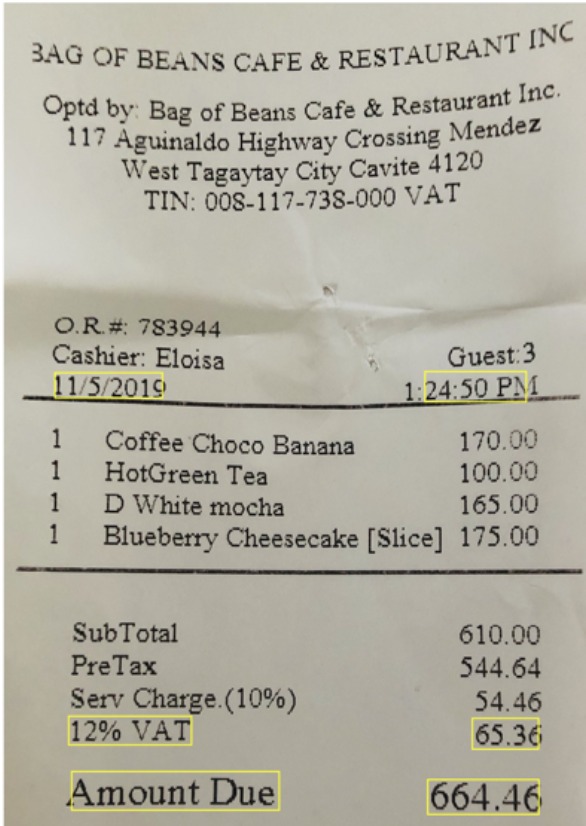 BAG OF BEANS CAFE & RESTAURANT INC
Optd by: Bag of Beans Cafe & Restaurant Inc.
117 Aguinaldo Highway Crossing Mendez
West Tagaytay City Cavite 4120
TIN: 008-117-738-000 VAT
O.R.#: 783944
Cashier: Eloisa Guest:3
11/5/2019 1:24:50 PM
1 Coffee Choco Banana 170.00
1 HotGreen Tea 100.00
1 D White mocha 165.00
1 Blueberry Cheesecake [Slice] 175.00
SubTotal 610.00
PreTax 544.64
Serv Charge.(10%) 54.46
12% VAT 65.36
Amount Due 664.46